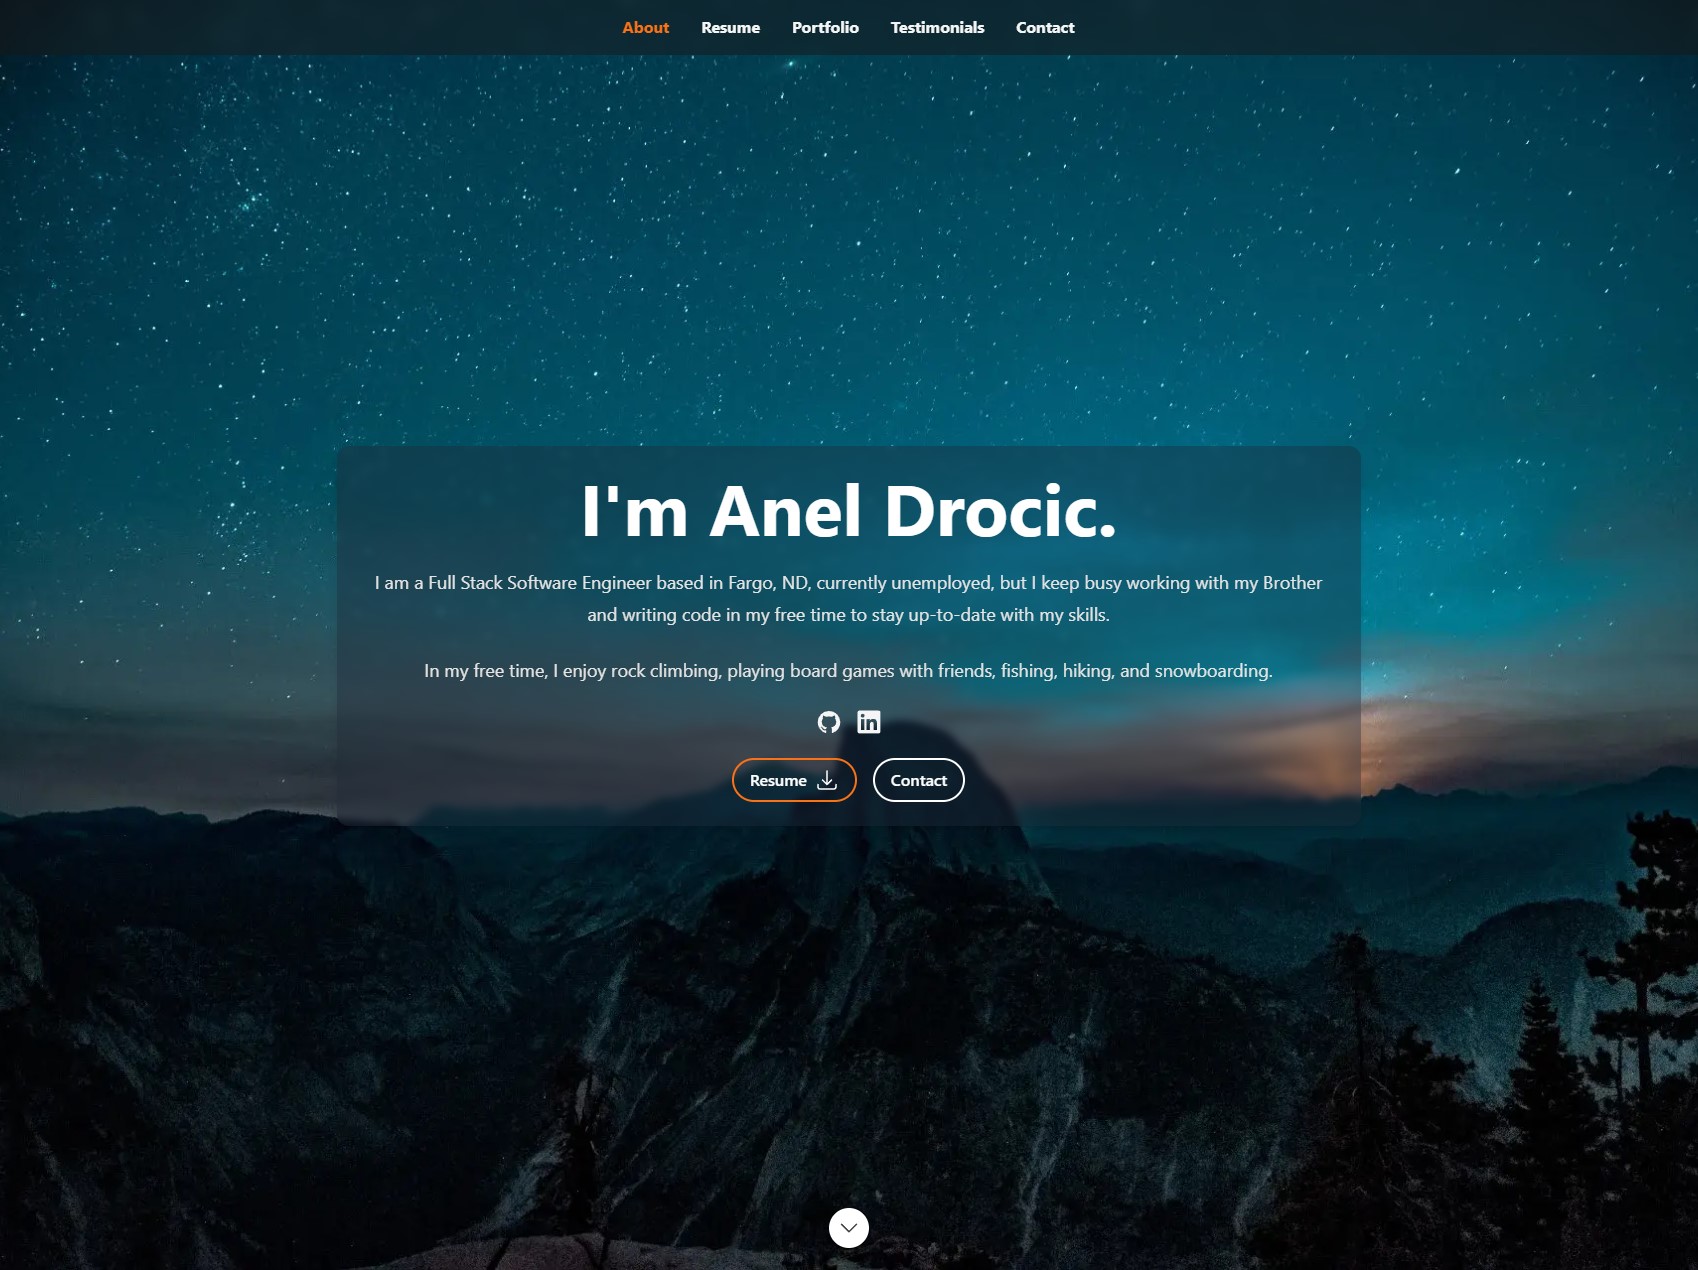 About Resume Portfolio Testimonials Contact
I'm Anel Drocic.
I am a Full Stack Software Engineer based in Fargo, ND, currently unemployed, but I keep busy working with my Brother
and writing code in my free time to stay up-to-date with my skills.
In my free time, I enjoy rock climbing, playing board games with friends, fishing, hiking, and snowboarding.
in
Resume Contact